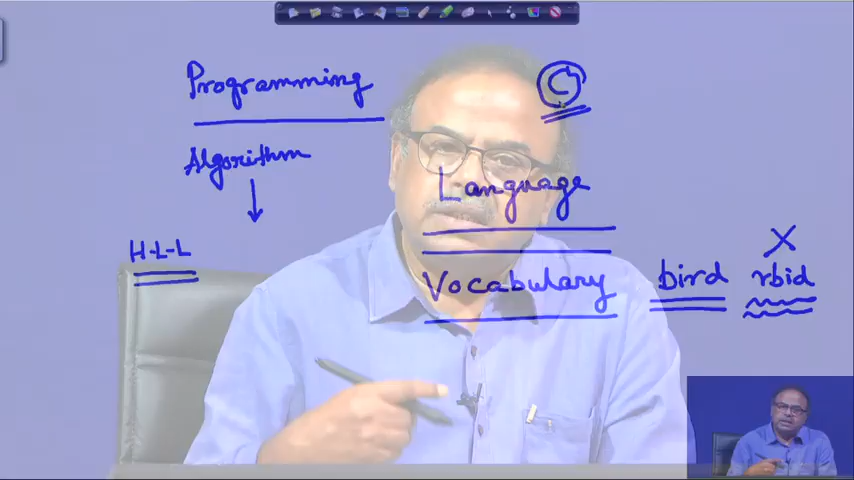 Programming C
Algorithm
Language
H-L-L
Vocabulary bird rbid